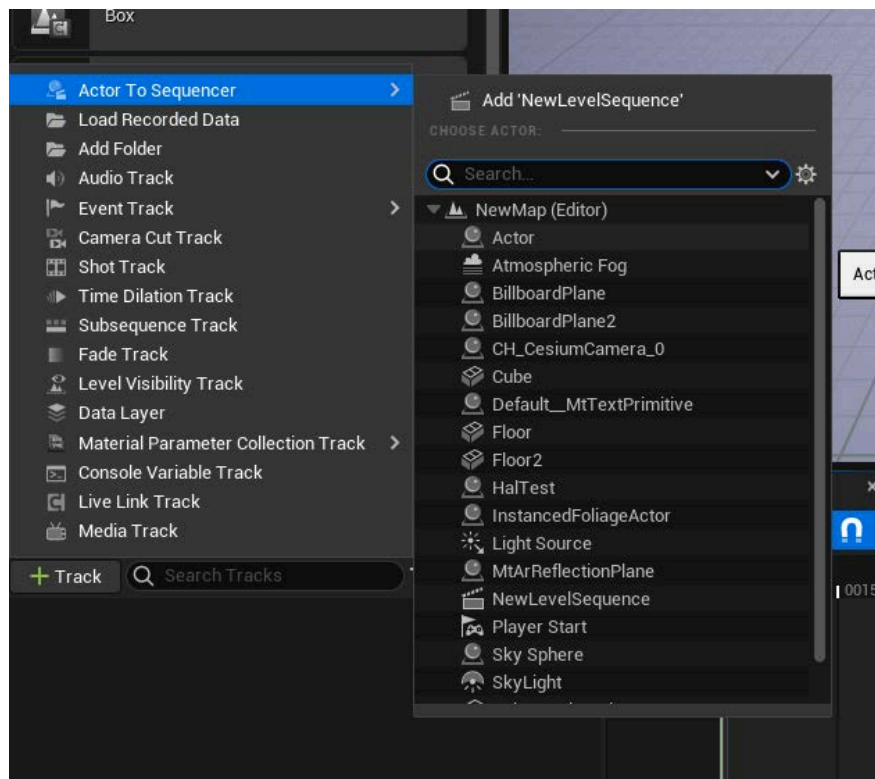 Box
Actor To Sequencer
Load Recorded Data
Add Folder
Audio Track
Event Track
Camera Cut Track
Shot Track
Time Dilation Track
Subsequence Track
Fade Track
Level Visibility Track
Data Layer
Material Parameter Collection Track
Console Variable Track
Live Link Track
Media Track
+ Track
Search Tracks
Add 'NewLevelSequence'
CHOOSE ACTOR:
Search...
NewMap (Editor)
Actor
Atmospheric Fog
BillboardPlane
BillboardPlane2
CH_CesiumCamera_0
Cube
Default__MtTextPrimitive
Floor
Floor2
HalTest
InstancedFoliageActor
Light Source
MtArReflectionPlane
NewLevelSequence
Player Start
Sky Sphere
SkyLight
Act
0015